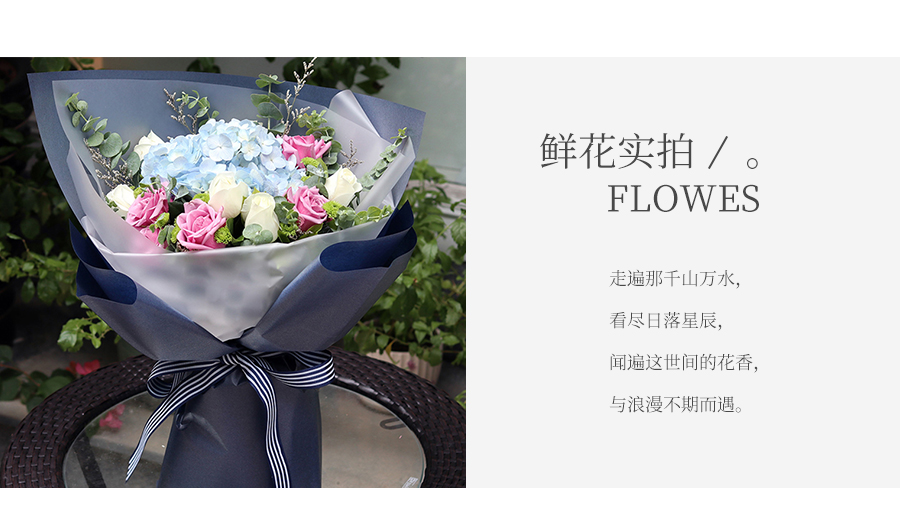 鲜花实拍 / 。
FLOWES
走遍那千山万水，
看尽日落星辰，
闻遍这世间的花香，
与浪漫不期而遇。